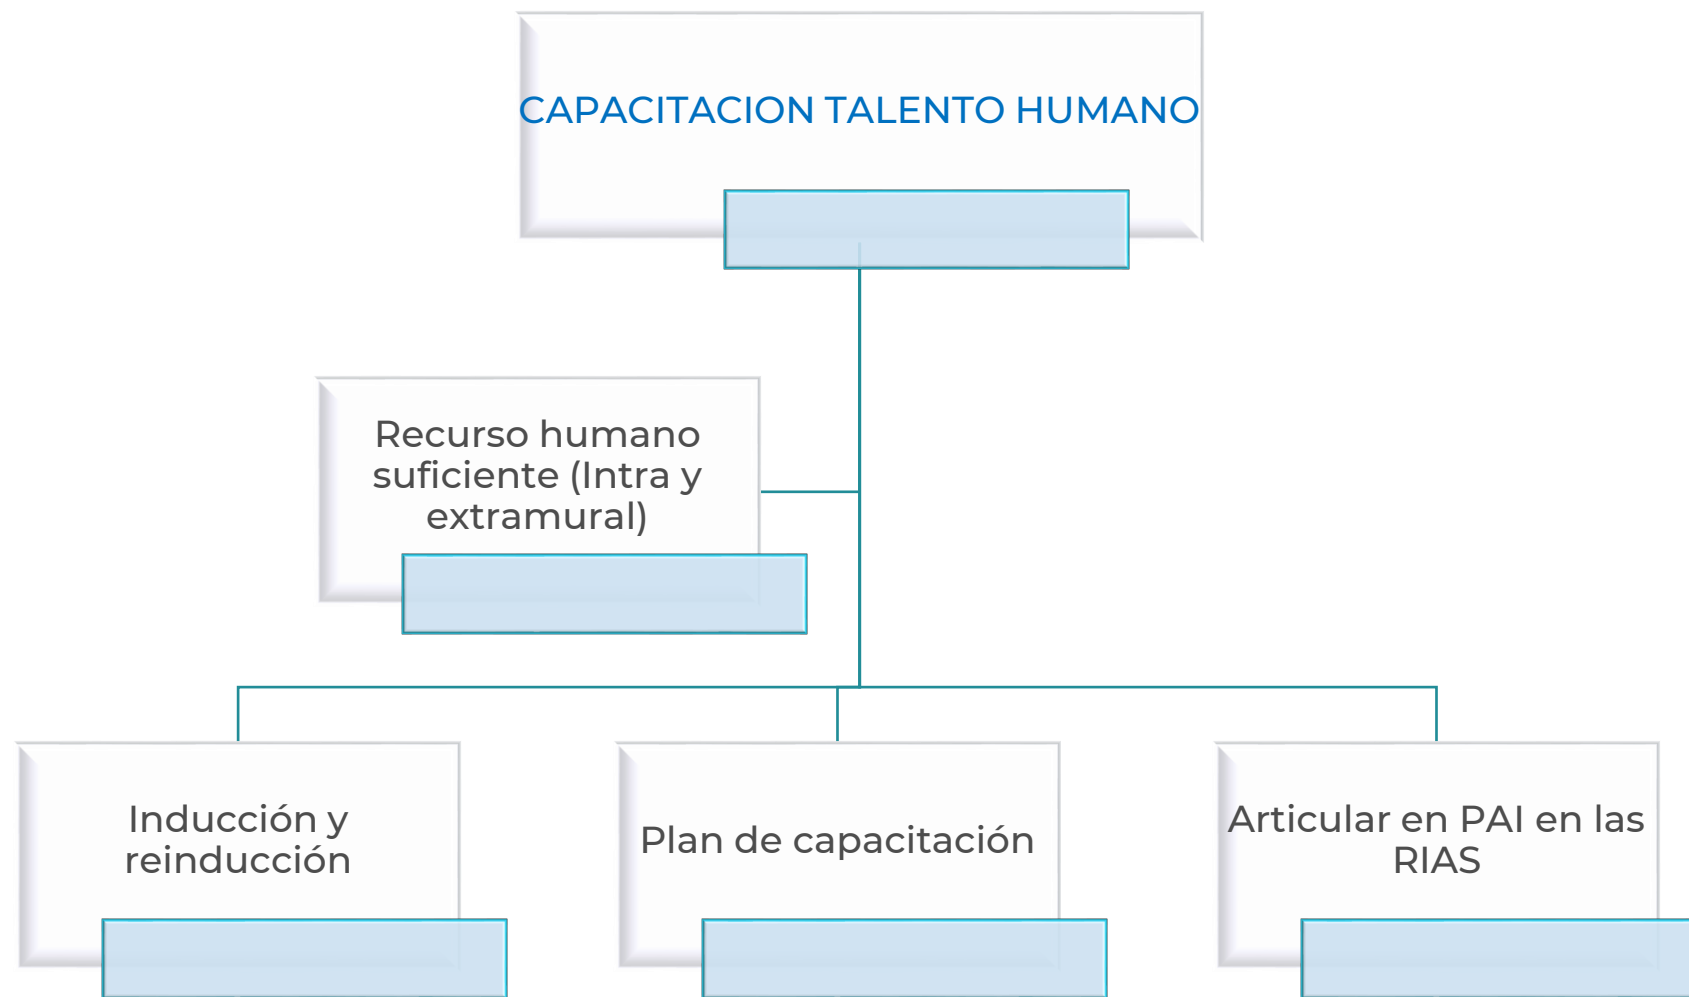 CAPACITACION TALENTO HUMANO
Recurso humano
suficiente (Intra y
extramural)
Inducción y
reinducción
Plan de capacitación
Articular en PAI en las
RIAS